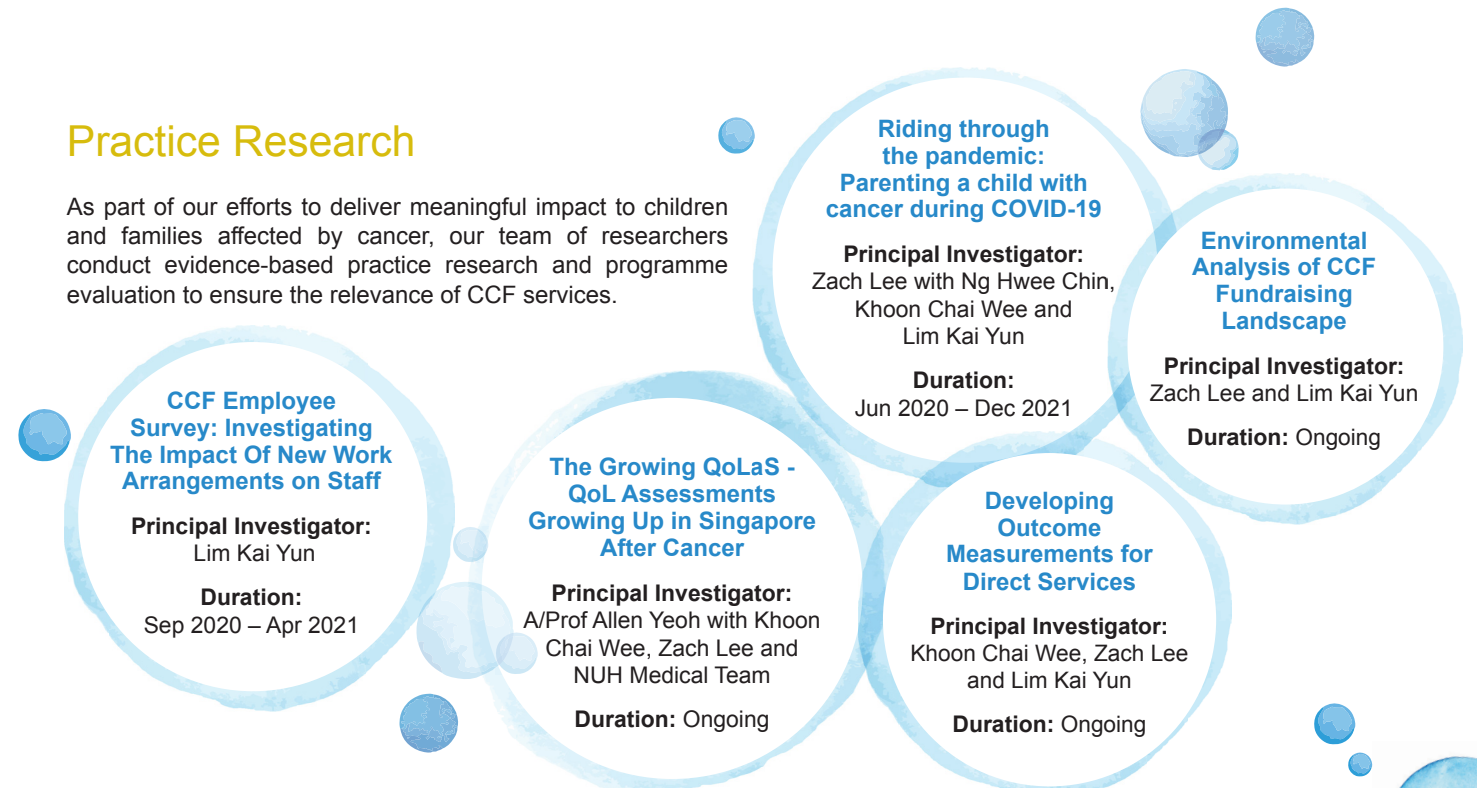 Practice Research
As part of our efforts to deliver meaningful impact to children
and families affected by cancer, our team of researchers
conduct evidence-based practice research and programme
evaluation to ensure the relevance of CCF services.
CCF Employee
Survey: Investigating
The Impact Of New Work
Arrangements on Staff
Principal Investigator:
Lim Kai Yun
Duration:
Sep 2020 – Apr 2021
The Growing QoLaS -
QoL Assessments
Growing Up in Singapore
After Cancer
Principal Investigator:
A/Prof Allen Yeoh with Khoon
Chai Wee, Zach Lee and
NUH Medical Team
Duration: Ongoing
Riding through
the pandemic:
Parenting a child with
cancer during COVID-19
Principal Investigator:
Zach Lee with Ng Hwee Chin,
Khoon Chai Wee and
Lim Kai Yun
Duration:
Jun 2020 – Dec 2021
Developing
Outcome
Measurements for
Direct Services
Principal Investigator:
Khoon Chai Wee, Zach Lee
and Lim Kai Yun
Duration: Ongoing
Environmental
Analysis of CCF
Fundraising
Landscape
Principal Investigator:
Zach Lee and Lim Kai Yun
Duration: Ongoing